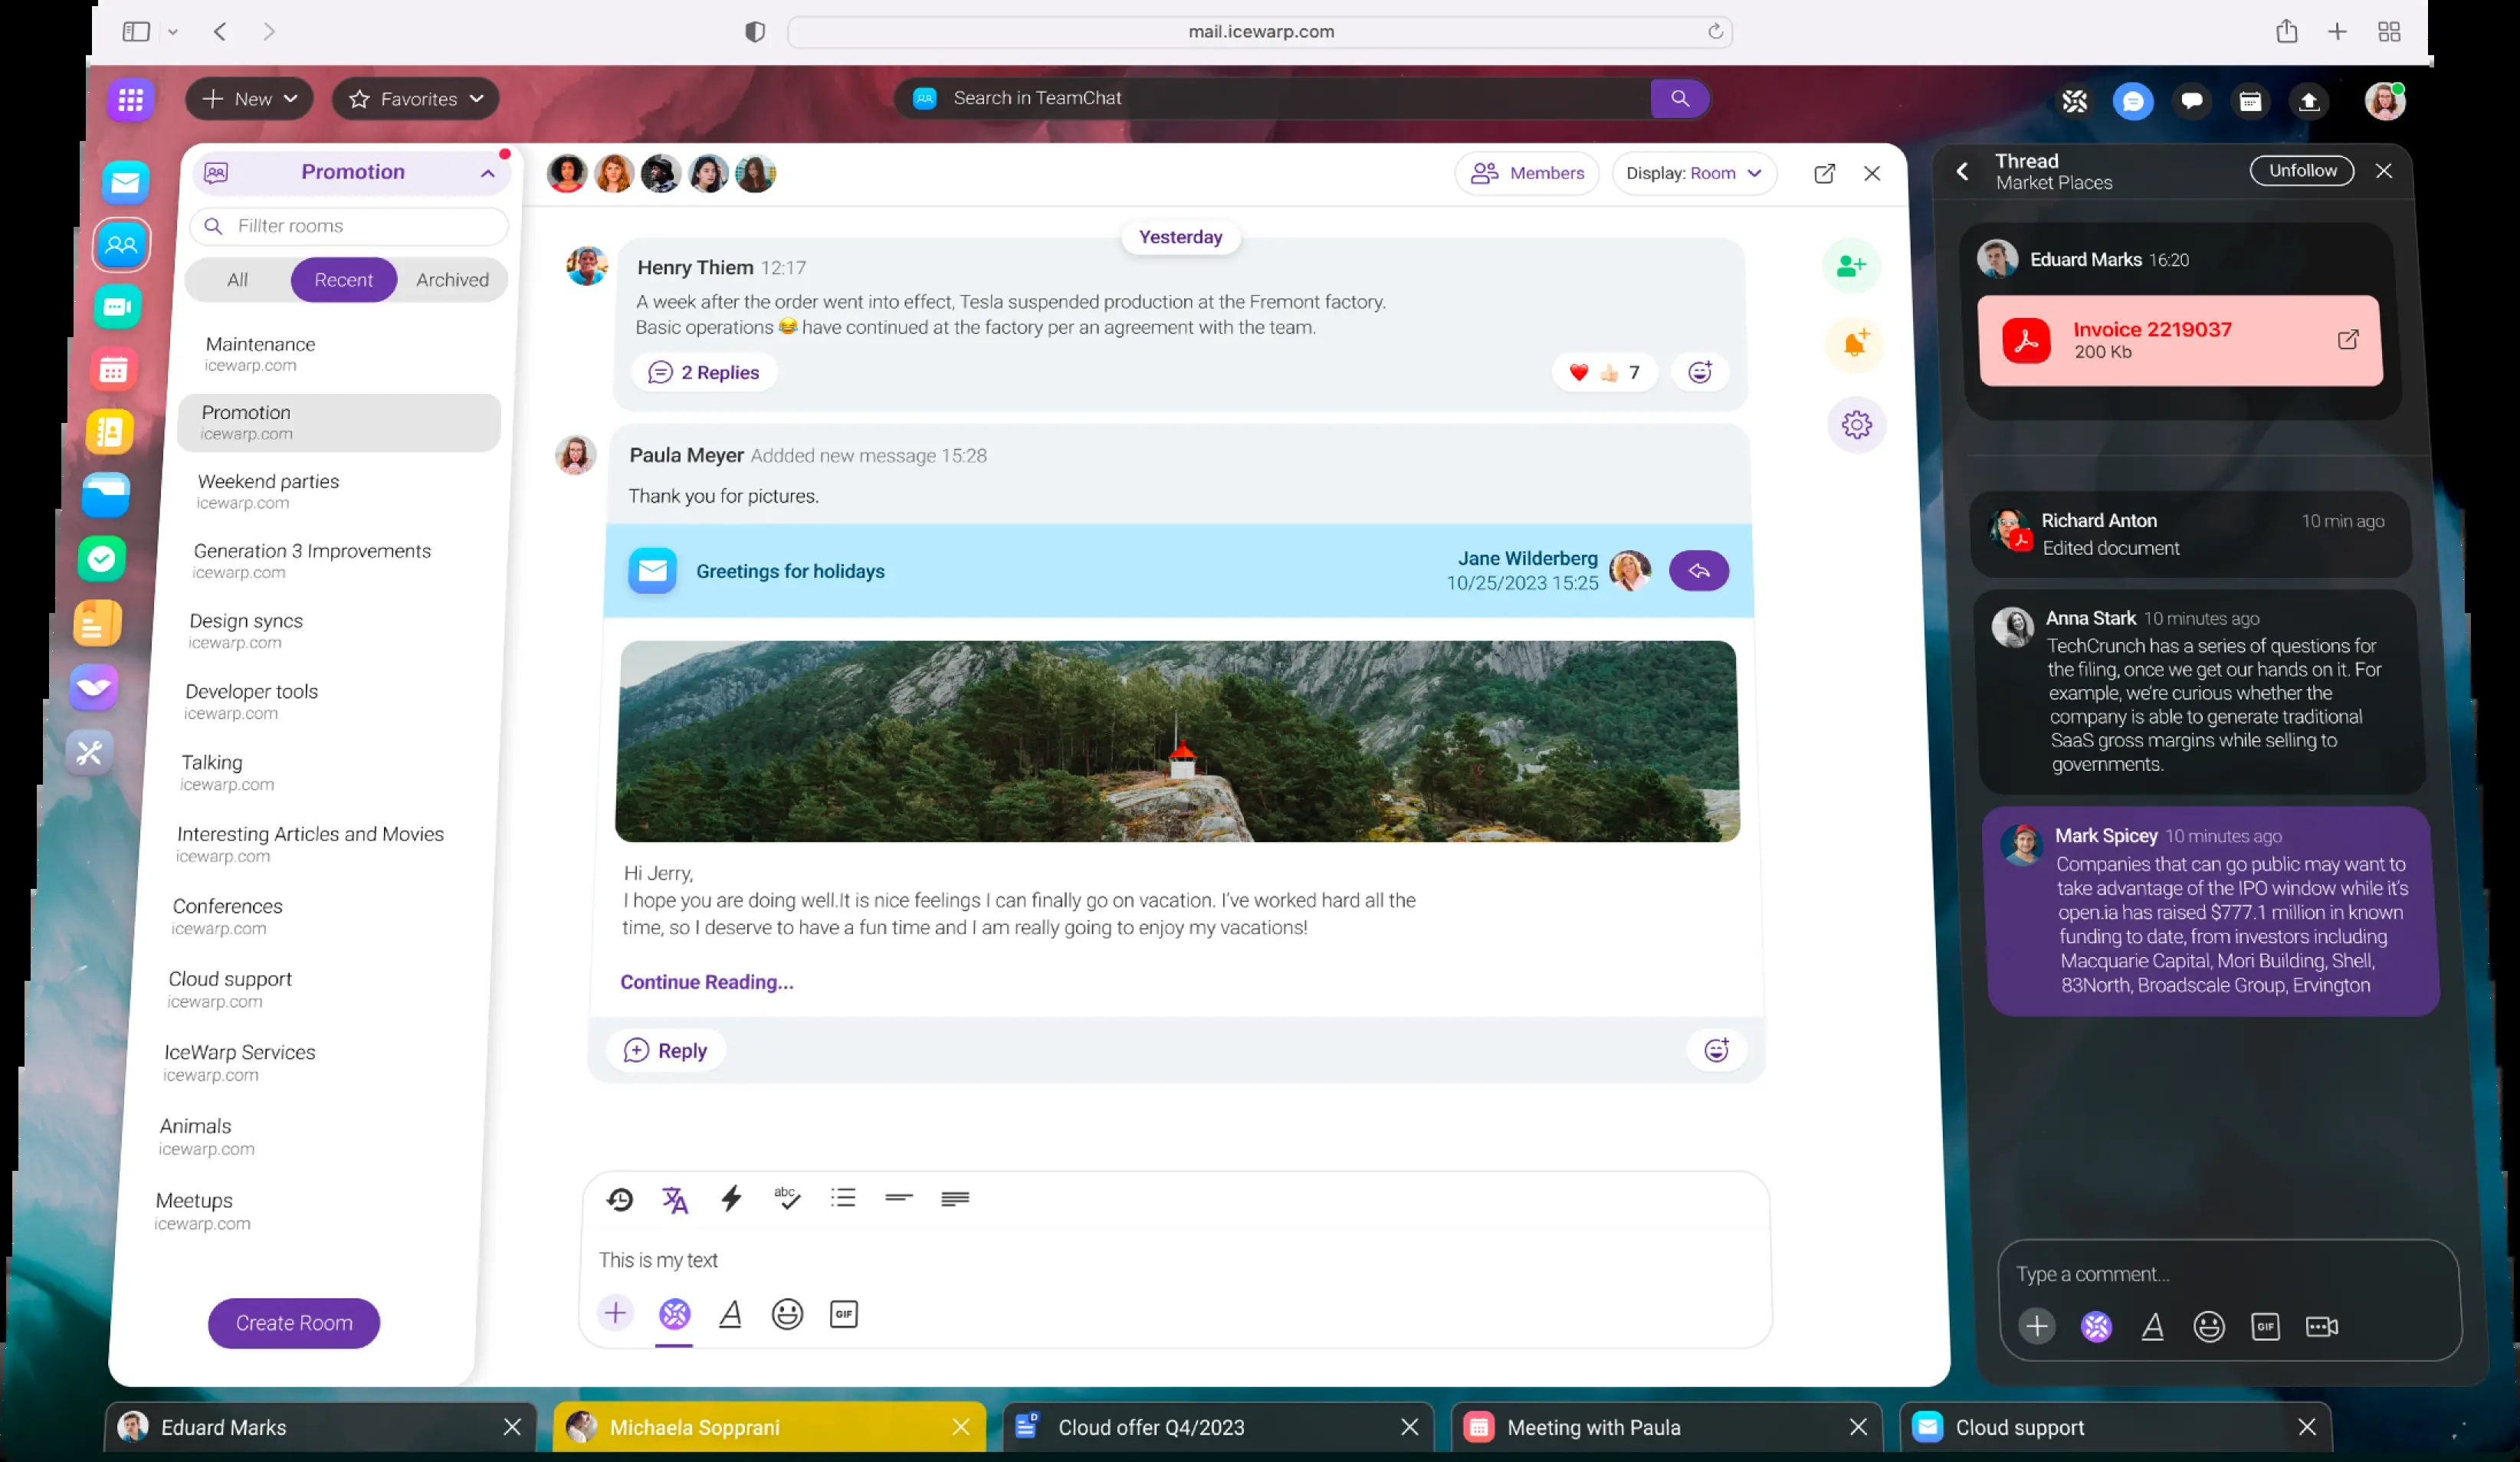 mail.icewarp.com
New
Favorites
Search in TeamChat
Promotion
Fillter rooms
All
Recent
Archived
Maintenance
icewarp.com
Promotion
icewarp.com
Weekend parties
icewarp.com
Generation 3 Improvements
icewarp.com
Design syncs
icewarp.com
Developer tools
icewarp.com
Talking
icewarp.com
Interesting Articles and Movies
icewarp.com
Conferences
icewarp.com
Cloud support
icewarp.com
IceWarp Services
icewarp.com
Animals
icewarp.com
Meetups
icewarp.com
Create Room
Members
Display: Room
Yesterday
Henry Thiem 12:17
A week after the order went into effect, Tesla suspended production at the Fremont factory.
Basic operations 😂 have continued at the factory per an agreement with the team.
2 Replies
❤️ 👍🏻 7
Paula Meyer Addded new message 15:28
Thank you for pictures.
Greetings for holidays
Jane Wilderberg
10/25/2023 15:25
Hi Jerry,
I hope you are doing well.It is nice feelings I can finally go on vacation. I've worked hard all the
time, so I deserve to have a fun time and I am really going to enjoy my vacations!
Continue Reading...
Reply
abc
This is my text
GIF
Thread
Market Places
Unfollow
Eduard Marks 16:20
Invoice 2219037
200 Kb
Richard Anton
10 min ago
Edited document
Anna Stark 10 minutes ago
TechCrunch has a series of questions for
the filing, once we get our hands on it. For
example, we're curious whether the
company is able to generate traditional
SaaS gross margins while selling to
governments.
Mark Spicey 10 minutes ago
Companies that can go public may want to
take advantage of the IPO window while it's
open.ia has raised $777.1 million in known
funding to date, from investors including
Macquarie Capital, Mori Building, Shell,
83North, Broadscale Group, Ervington
Type a comment...
GIF
Eduard Marks
Michaela Sopprani
D
Cloud offer Q4/2023
Meeting with Paula
Cloud support